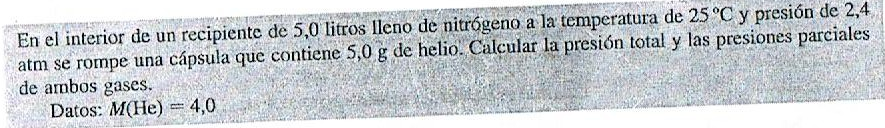 En el interior de un recipiente de 5,0 litros lleno de nitrógeno a la temperatura de 25 ºC y presión de 2,4
atm se rompe una cápsula que contiene 5,0 g de helio. Calcular la presión total y las presiones parciales
de ambos gases.
Datos: M(He) = 4,0